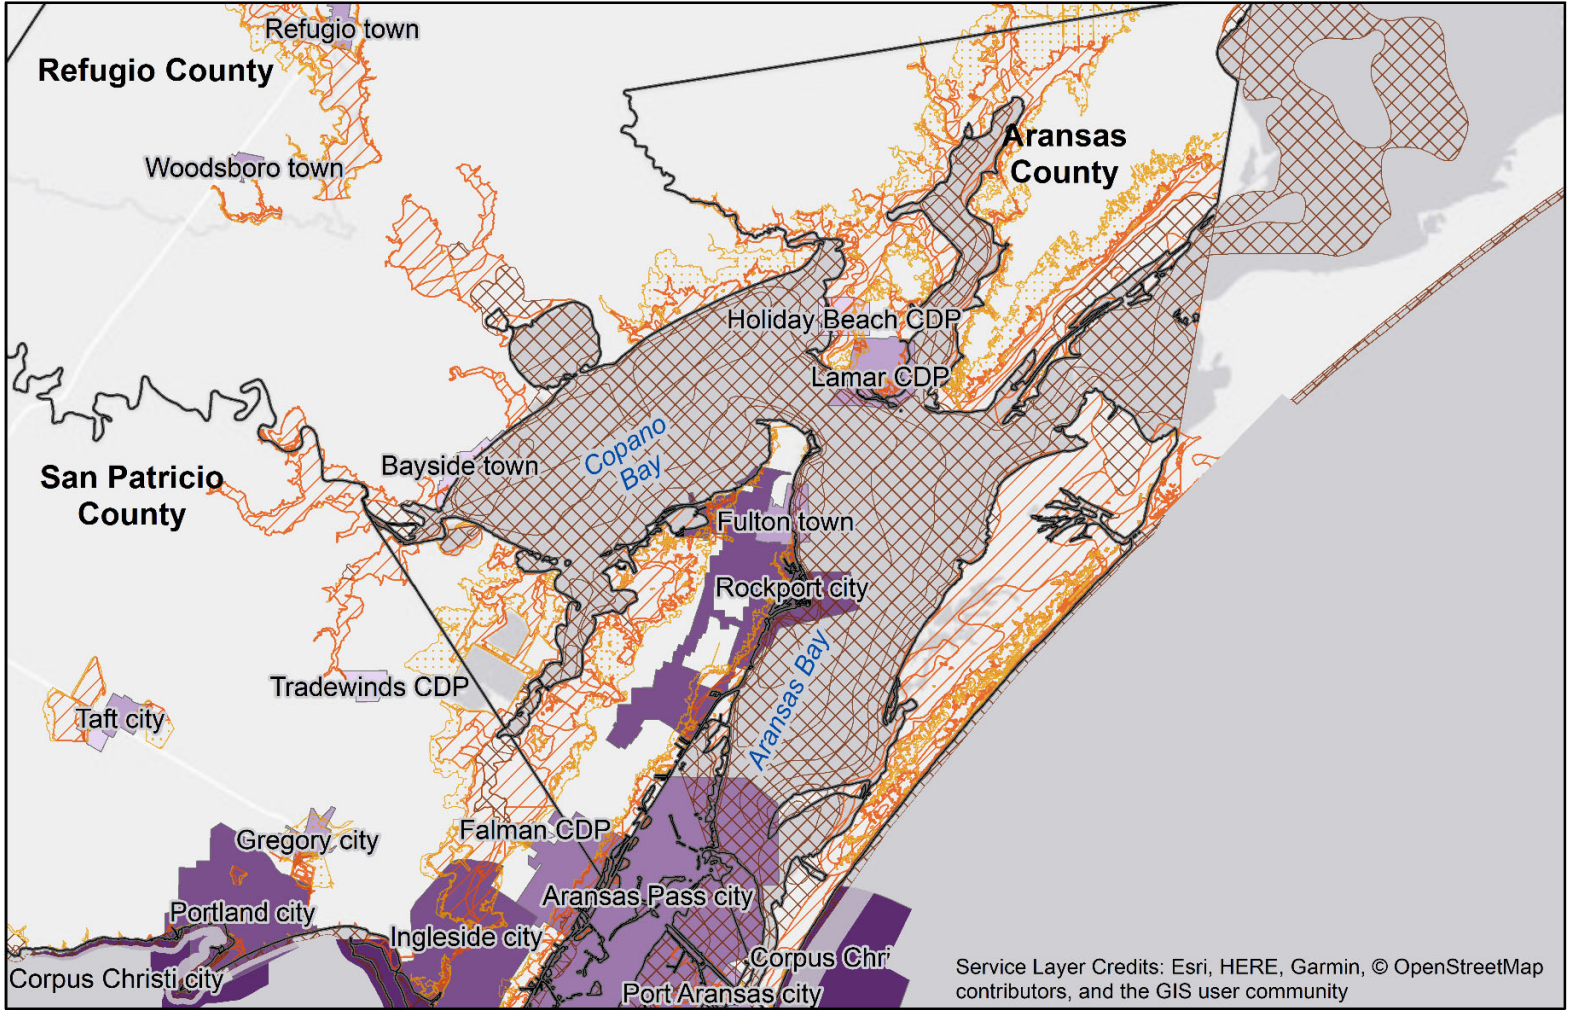 Refugio town
Refugio County
Aransas
County
Woodsboro town
Holiday Beach CDP
Lamar CDP
Copano
Bay
Bayside town
San Patricio
County
Fulton town
Rockport city
Aransas Bay
Tradewinds CDP
Taft city
Falman CDP
Gregory city
Aransas Pass city
Portland city
Ingleside city
Corpus Chri
Corpus Christi city
Port Aransas city
Service Layer Credits: Esri, HERE, Garmin, © OpenStreetMap
contributors, and the GIS user community